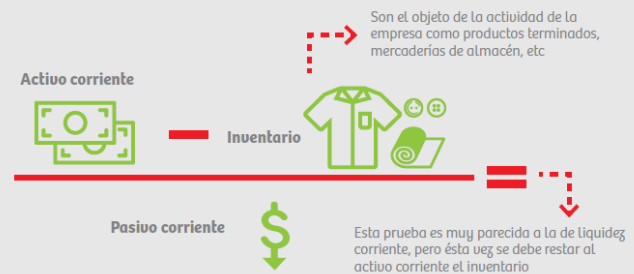 Son el objeto de la actividad de la
empresa como productos terminados,
mercaderías de almacén, etc
Activo corriente
Inventario
Pasivo corriente
Esta prueba es muy parecida a la de liquidez
corriente, pero ésta vez se debe restar al
activo corriente el inventario